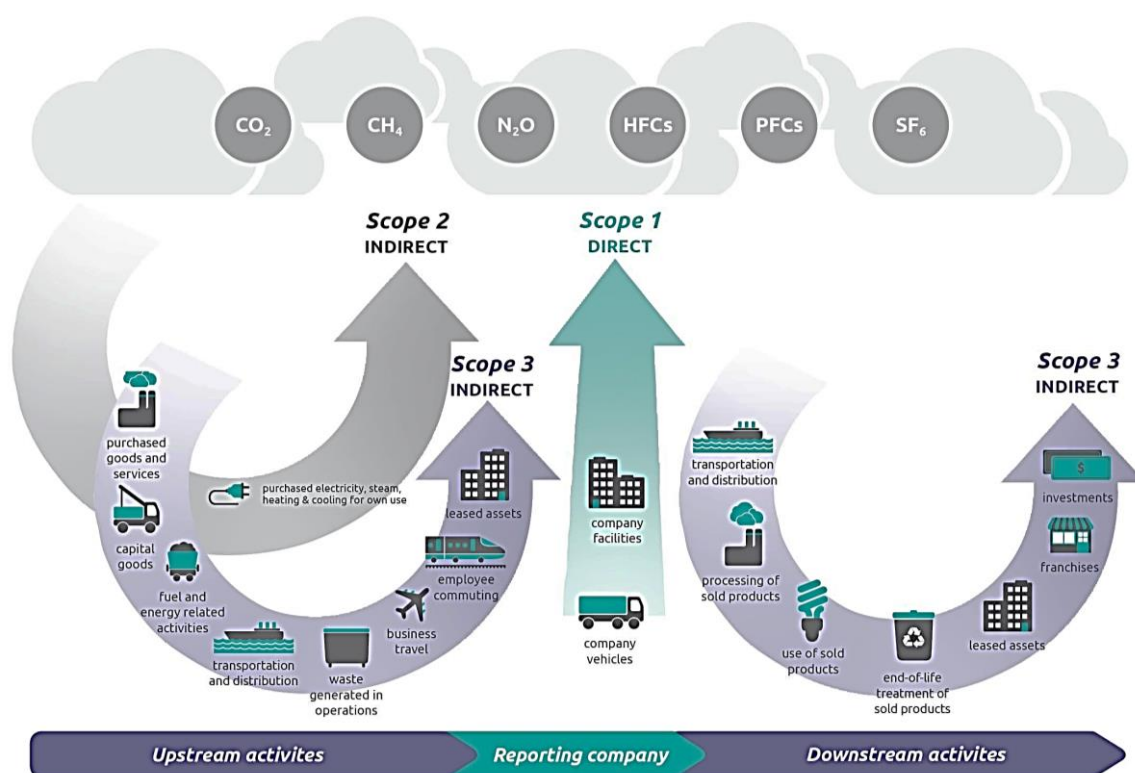 CO₂
CH₄
N₂O
HFCs
PFCs
SF₆
Scope 2
INDIRECT
Scope 1
DIRECT
Scope 3
INDIRECT
Scope 3
INDIRECT
purchased
goods and
services
capital
goods
fuel and
energy related
activities
purchased electricity, steam,
heating & cooling for own use
transportation
and distribution
waste
generated in
operations
business
travel
employee
commuting
leased assets
company
facilities
company
vehicles
transportation
and distribution
processing of
sold products
use of sold
products
end-of-life
treatment of
sold products
leased assets
franchises
$
investments
Upstream activites
Reporting company
Downstream activites